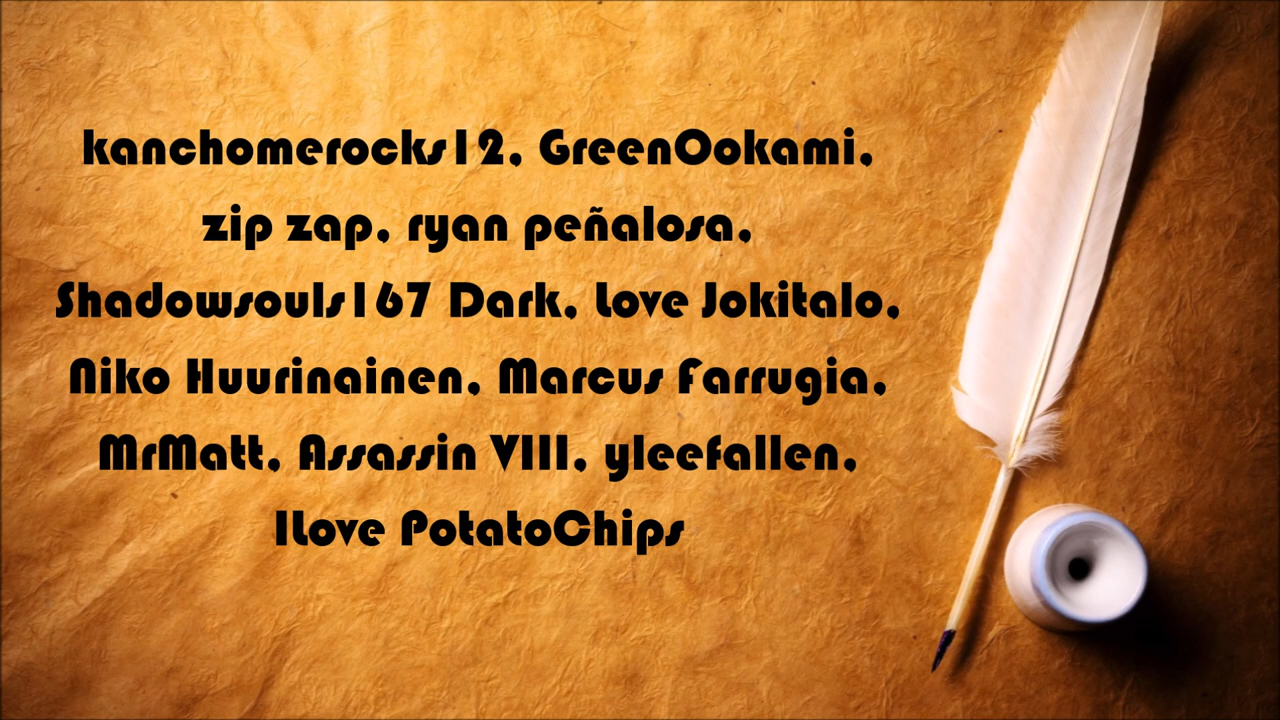 kanchomerocks12, GreenOokami,
zip zap, ryan peñalosa,
Shadowsouls167 Dark, Love Jokitalo,
Niko Huurinainen, Marcus Farrugia,
MrMatt, Assassin VIII, yleefallen,
ILove PotatoChips